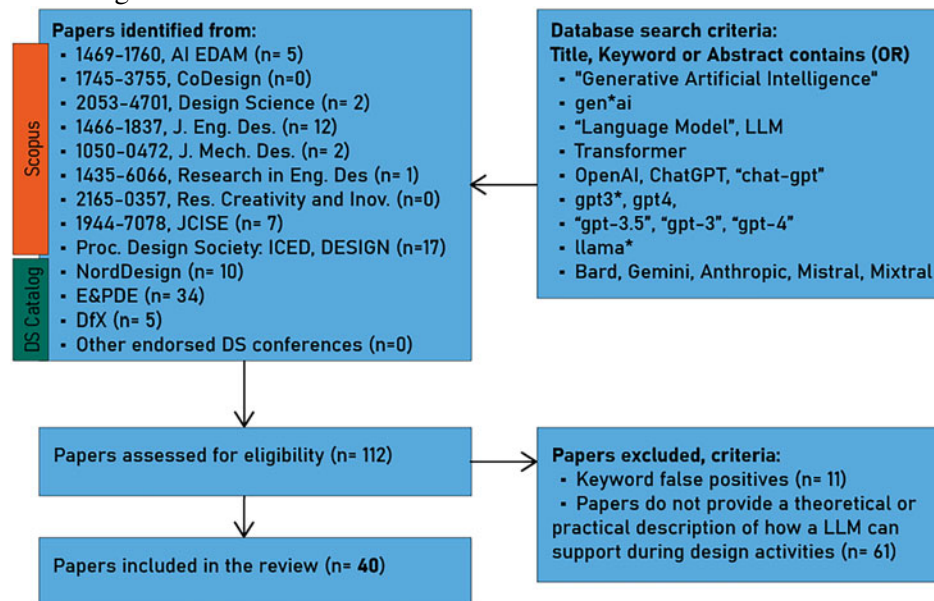 Papers identified from:
- 1469-1760, AI EDAM (n= 5)
- 1745-3755, CoDesign (n=0)
- 2053-4701, Design Science (n= 2)
- 1466-1837, J. Eng. Des. (n= 12)
- 1050-0472, J. Mech. Des. (n= 2)
- 1435-6066, Research in Eng. Des (n= 1)
- 2165-0357, Res. Creativity and Inov. (n=0)
- 1944-7078, JCISE (n= 7)
- Proc. Design Society: ICED, DESIGN (n=17)
- NordDesign (n= 10)
- E&PDE (n= 34)
- DfX (n= 5)
- Other endorsed DS conferences (n=0)
Scopus
DS Catalog
Database search criteria:
Title, Keyword or Abstract contains (OR)
- "Generative Artificial Intelligence"
- gen*ai
- “Language Model”, LLM
- Transformer
- OpenAI, ChatGPT, “chat-gpt”
- gpt3*, gpt4,
- “gpt-3.5”, “gpt-3”, “gpt-4”
- llama*
- Bard, Gemini, Anthropic, Mistral, Mixtral
Papers assessed for eligibility (n= 112)
Papers excluded, criteria:
- Keyword false positives (n= 11)
- Papers do not provide a theoretical or
practical description of how a LLM can
support during design activities (n= 61)
Papers included in the review (n= 40)